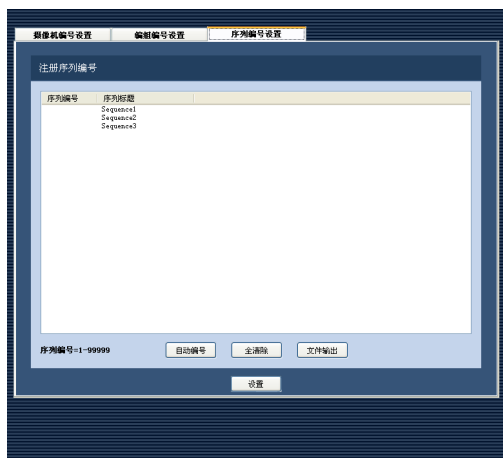 摄像机编号设置 编组编号设置 序列编号设置
注册序列编号
序列编号 序列标题
Sequence1
Sequence2
Sequence3
序列编号=1-99999 自动编号 全清除 文件输出
设置